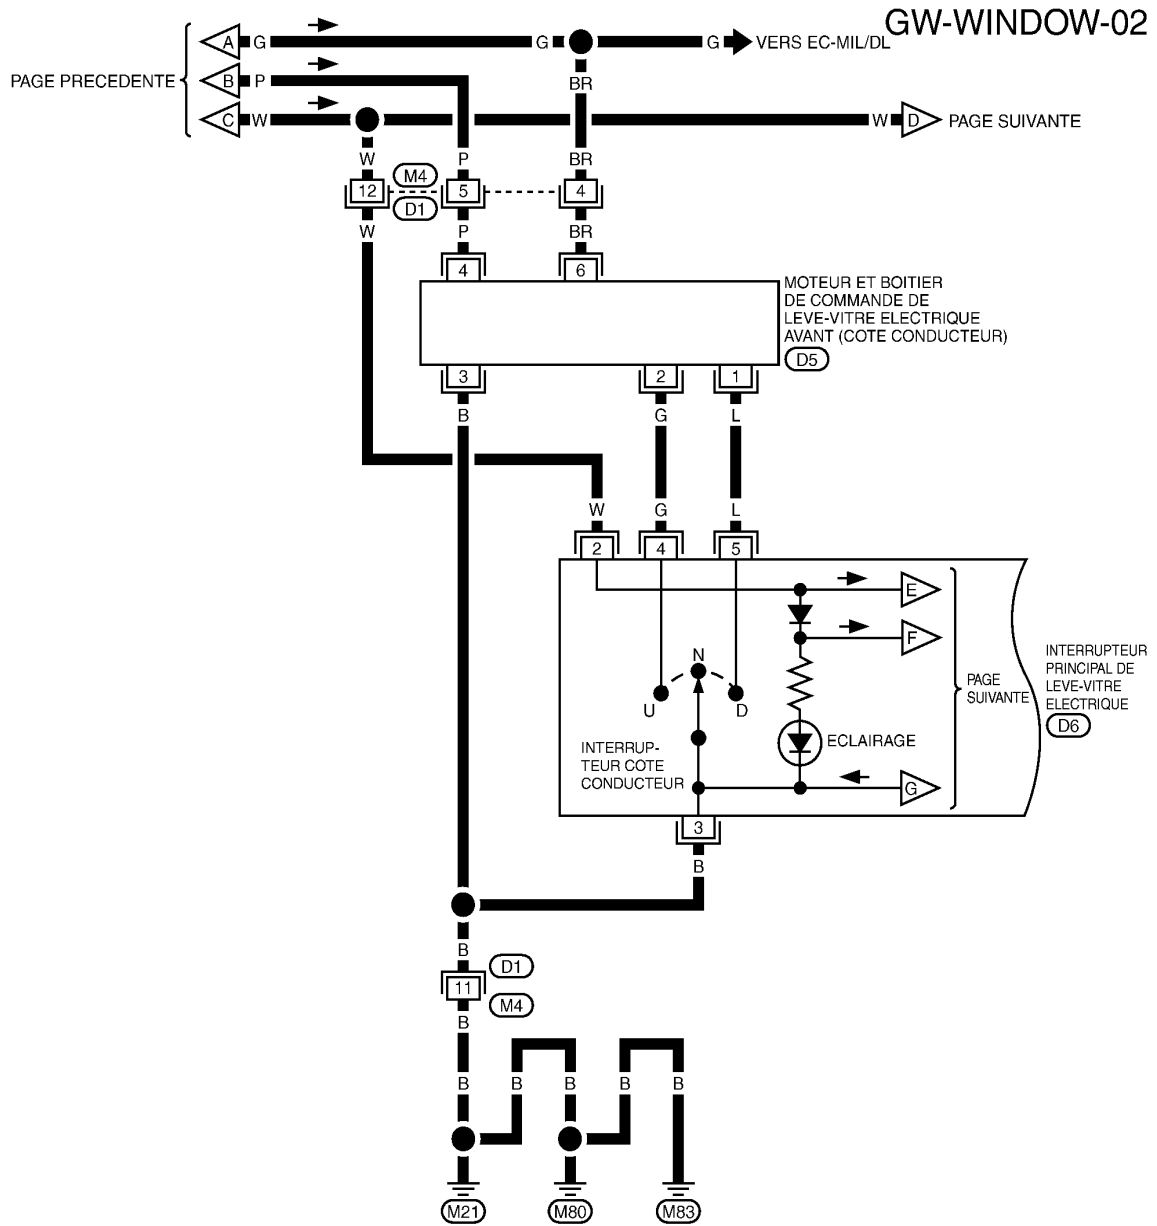 GW-WINDOW-02
A G G G VERS EC-MIL/DL
PAGE PRECEDENTE
B P BR
C W W D PAGE SUIVANTE
W P BR
M4
12 5 4
D1
W P BR
4 6
MOTEUR ET BOITIER
DE COMMANDE DE
LEVE-VITRE ELECTRIQUE
AVANT (COTE CONDUCTEUR)
D5
3 2 1
B G L
W G L
2 4 5
E
F
N
U D
PAGE
SUIVANTE
INTERRUPTEUR
PRINCIPAL DE
LEVE-VITRE
ELECTRIQUE
D6
INTERRUP-
TEUR COTE
CONDUCTEUR
ECLAIRAGE
G
3
B
B
D1
11
M4
B
B B B B B
M21 M80 M83